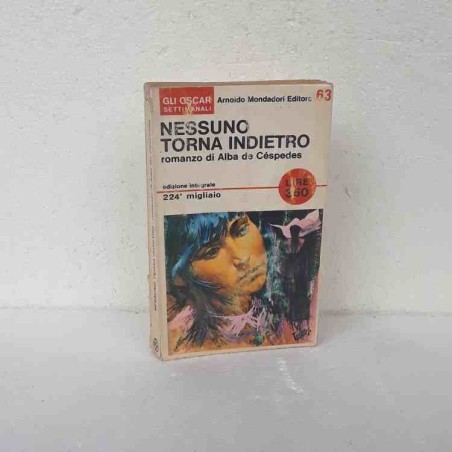 GLI OSCAR
SETTIMANALI
Arnoldo Mondadori Editore
63
NESSUNO
TORNA INDIETRO
romanzo di Alba de Céspedes
edizione integrale
224° migliaio
LIRE
350